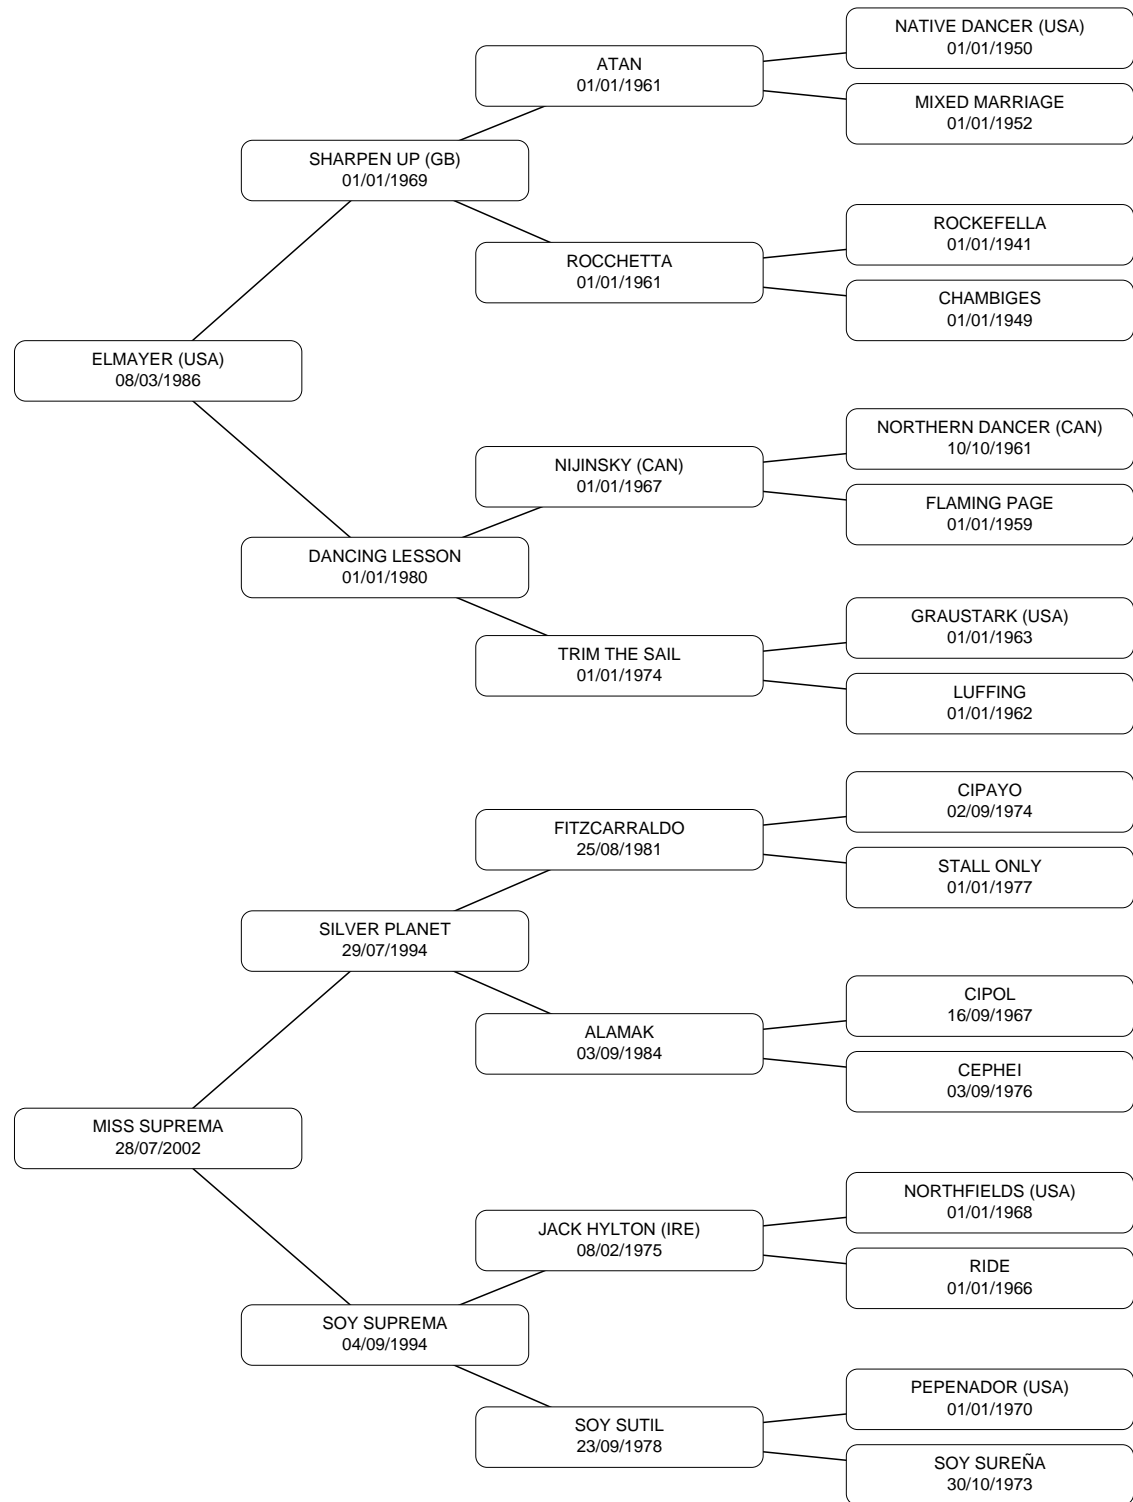 NATIVE DANCER (USA)
01/01/1950
ATAN
01/01/1961
MIXED MARRIAGE
01/01/1952
SHARPEN UP (GB)
01/01/1969
ROCKEFELLA
01/01/1941
ROCCHETTA
01/01/1961
CHAMBIGES
01/01/1949
ELMAYER (USA)
08/03/1986
NORTHERN DANCER (CAN)
10/10/1961
NIJINSKY (CAN)
01/01/1967
FLAMING PAGE
01/01/1959
DANCING LESSON
01/01/1980
GRAUSTARK (USA)
01/01/1963
TRIM THE SAIL
01/01/1974
LUFFING
01/01/1962
CIPAYO
02/09/1974
FITZCARRALDO
25/08/1981
STALL ONLY
01/01/1977
SILVER PLANET
29/07/1994
CIPOL
16/09/1967
ALAMAK
03/09/1984
CEPHEI
03/09/1976
MISS SUPREMA
28/07/2002
NORTHFIELDS (USA)
01/01/1968
JACK HYLTON (IRE)
08/02/1975
RIDE
01/01/1966
SOY SUPREMA
04/09/1994
PEPENADOR (USA)
01/01/1970
SOY SUTIL
23/09/1978
SOY SUREÑA
30/10/1973